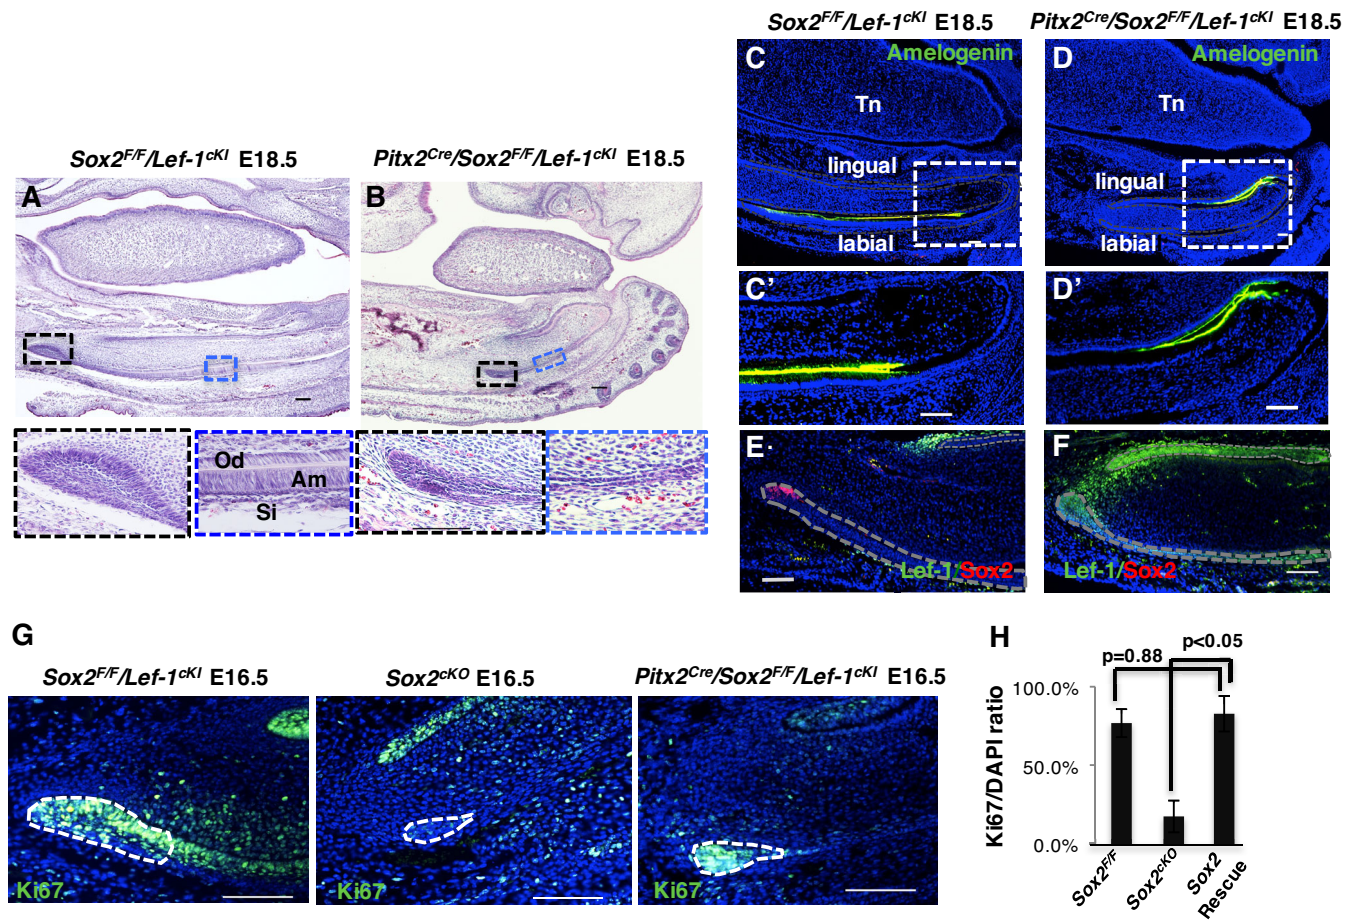 Sox2F/F/Lef-1cKI E18.5
Pitx2Cre/Sox2F/F/Lef-1cKI E18.5
C
Amelogenin
Tn
lingual
labial
D
Amelogenin
Tn
lingual
labial
Sox2F/F/Lef-1cKI E18.5
Pitx2Cre/Sox2F/F/Lef-1cKI E18.5
A
B
C’
D’
Od
Am
Si
E
Lef-1/Sox2
F
Lef-1/Sox2
G
Sox2F/F/Lef-1cKI E16.5
Sox2cKO E16.5
Pitx2Cre/Sox2F/F/Lef-1cKI E16.5
Ki67
Ki67
Ki67
H
p<0.05
p=0.88
Ki67/DAPI ratio
100.0%
50.0%
0.0%
Sox2F/F
Sox2cKO
Sox2
Rescue